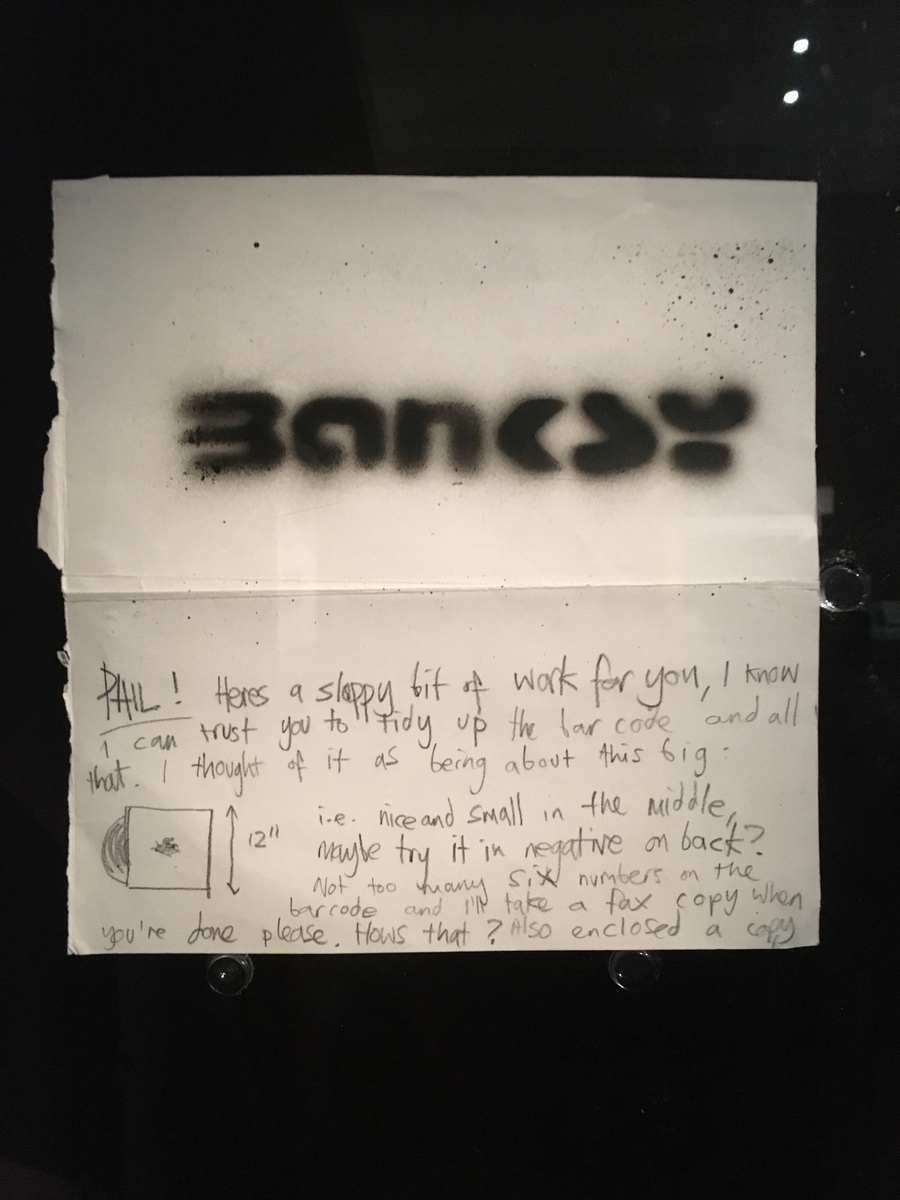 BANKSY
PHIL! Heres a sloppy bit of work for you, I know
I can trust you to tidy up the bar code and all
that. I thought of it as being about this big:
i.e. nice and small in the middle,
12"
Maybe try it in negative on back?
Not too many six numbers on the
barcode and I'll take a fax copy when
you're done please. Hows that? Also enclosed a copy